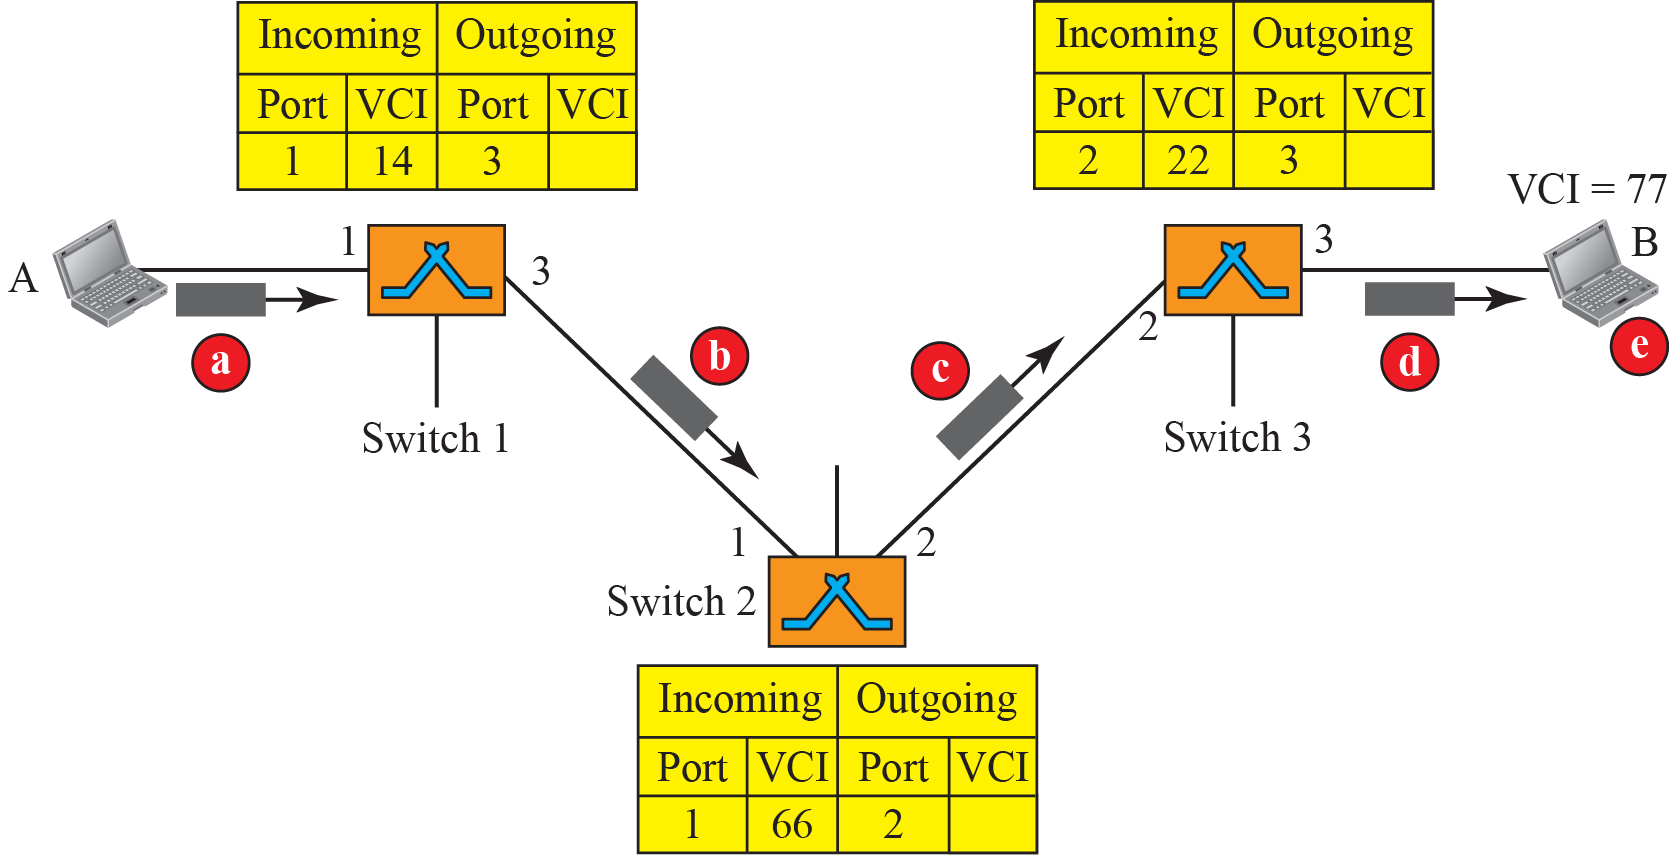 Incoming Outgoing
Port VCI Port VCI
1 14 3
Incoming Outgoing
Port VCI Port VCI
2 22 3
VCI = 77
A
1
3
3
B
2
a
b
c
d
e
Switch 1
Switch 3
1
2
Switch 2
Incoming Outgoing
Port VCI Port VCI
1 66 2